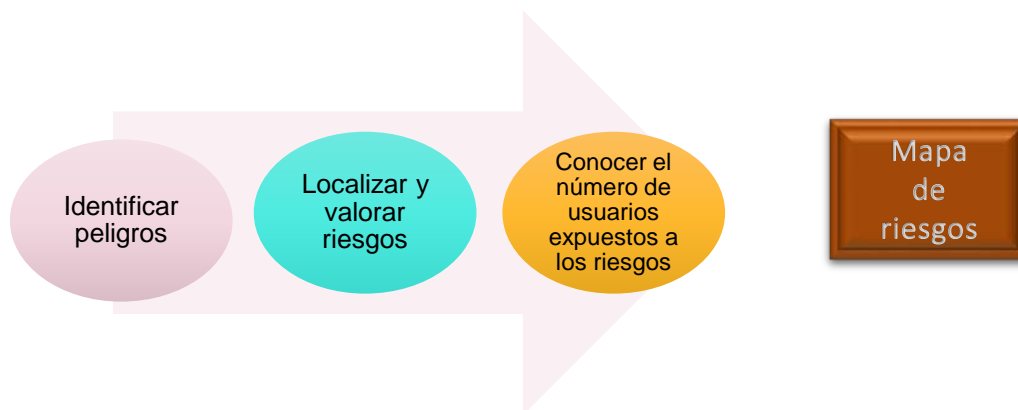 Identificar
peligros
Localizar y
valorar
riesgos
Conocer el
número de
usuarios
expuestos a
los riesgos
Mapa
de
riesgos